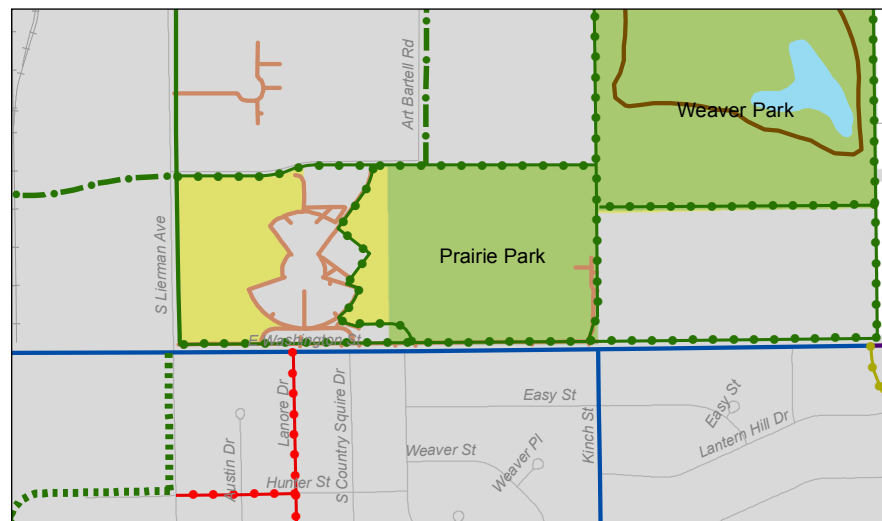 Art Bartell Rd
Weaver Park
S Lierman Ave
Prairie Park
E Washington St
Lanore Dr
S Country Squire Dr
Easy St
Easy St
Kinch St
Lantern Hill Dr
Austin Dr
Weaver St
Weaver Pl
Hunter St